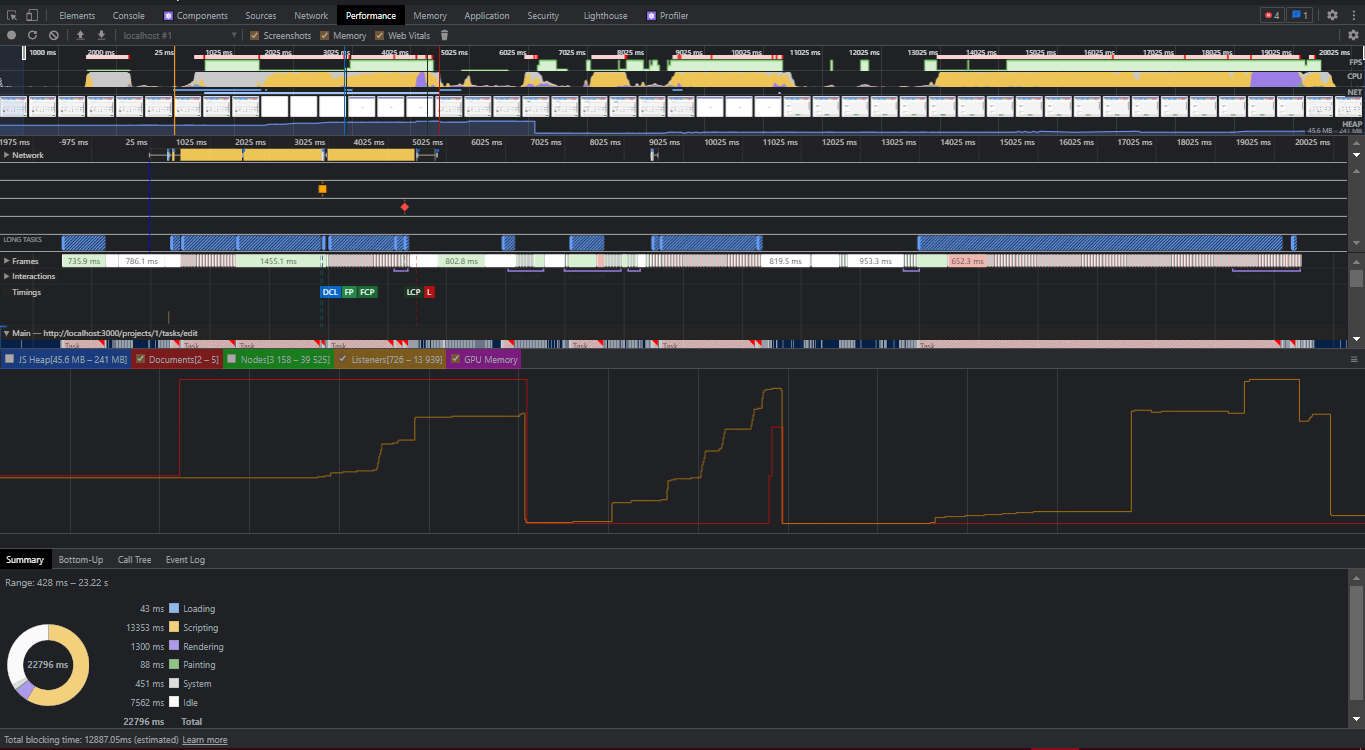 Elements Console Components Sources Network Performance Memory Application Security Lighthouse Profiler 4 1
localhost #1 Screenshots Memory Web Vitals
1000 ms 2000 ms 25 ms 1025 ms 2025 ms 3025 ms 4025 ms 5025 ms 6025 ms 7025 ms 8025 ms 9025 ms 10025 ms 11025 ms 12025 ms 13025 ms 14025 ms 15025 ms 16025 ms 17025 ms 18025 ms 19025 ms 20025 ms
FPS
CPU
NET
HEAP
45.6 MB – 241 MB
1975 ms -975 ms 25 ms 1025 ms 2025 ms 3025 ms 4025 ms 5025 ms 6025 ms 7025 ms 8025 ms 9025 ms 10025 ms 11025 ms 12025 ms 13025 ms 14025 ms 15025 ms 16025 ms 17025 ms 18025 ms 19025 ms 20025 ms
Network
LONG TASKS
Frames 735.9 ms 786.1 ms 1455.1 ms 802.8 ms 819.5 ms 953.3 ms 652.3 ms
Interactions
Timings DCL FP FCP LCP L
Main — http://localhost:3000/projects/1/tasks/edit
Task Task Task Task Task Task Task
JS Heap[45.6 MB – 241 MB] Documents[2 – 5] Nodes[3 158 – 39 525] Listeners[726 – 13 939] GPU Memory
Summary Bottom-Up Call Tree Event Log
Range: 428 ms – 23.22 s
43 ms Loading
13353 ms Scripting
1300 ms Rendering
22796 ms
88 ms Painting
451 ms System
7562 ms Idle
22796 ms Total
Total blocking time: 12887.05ms (estimated) Learn more